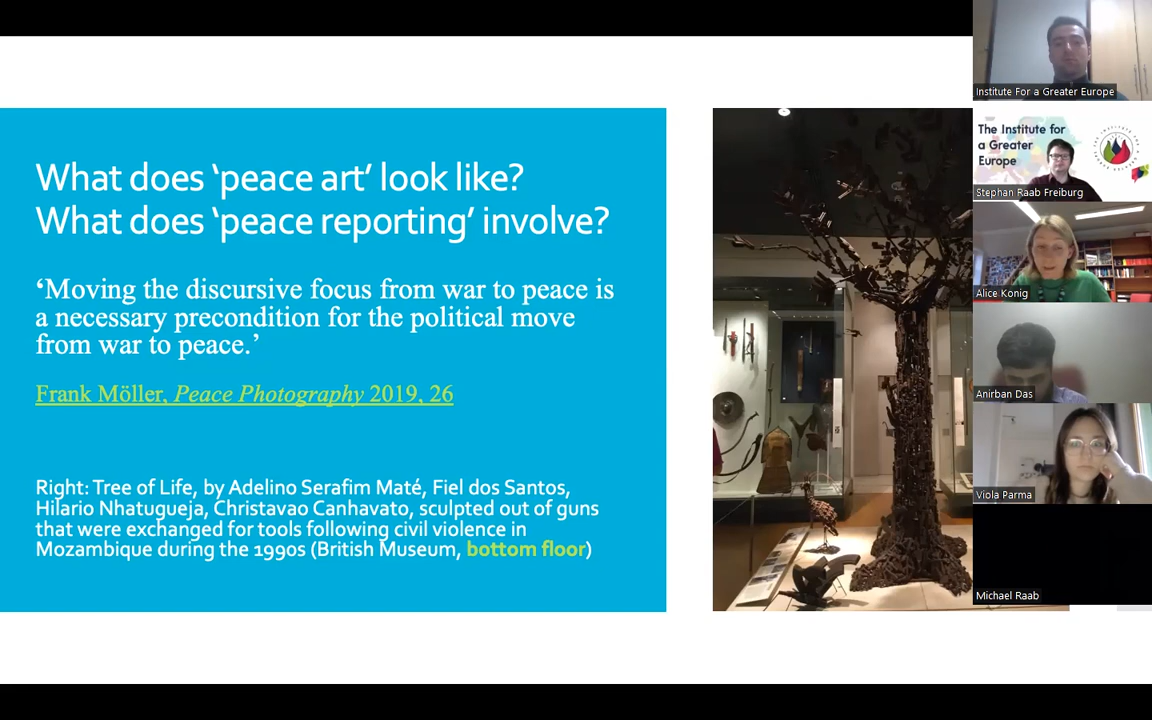 What does ‘peace art’ look like?
What does ‘peace reporting’ involve?
‘Moving the discursive focus from war to peace is
a necessary precondition for the political move
from war to peace.’
Frank Möller, Peace Photography 2019, 26
Right: Tree of Life, by Adelino Serafim Maté, Fiel dos Santos,
Hilario Nhatugueja, Christavao Canhavato, sculpted out of guns
that were exchanged for tools following civil violence in
Mozambique during the 1990s (British Museum, bottom floor)
Institute For a Greater Europe
The Institute for
a Greater
Europe
Stephan Raab Freiburg
Alice Konig
Anirban Das
Viola Parma
Michael Raab